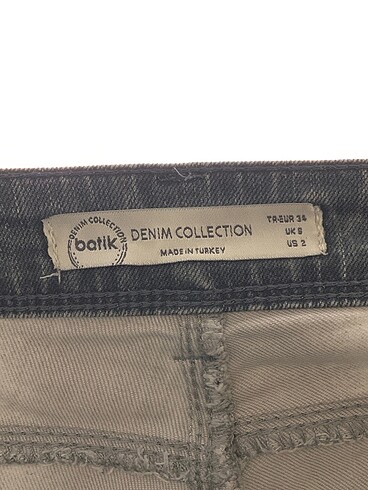 DENIM COLLECTION
batik
DENIM COLLECTION
MADE IN TURKEY
TR-EUR 34
UK 8
US 2